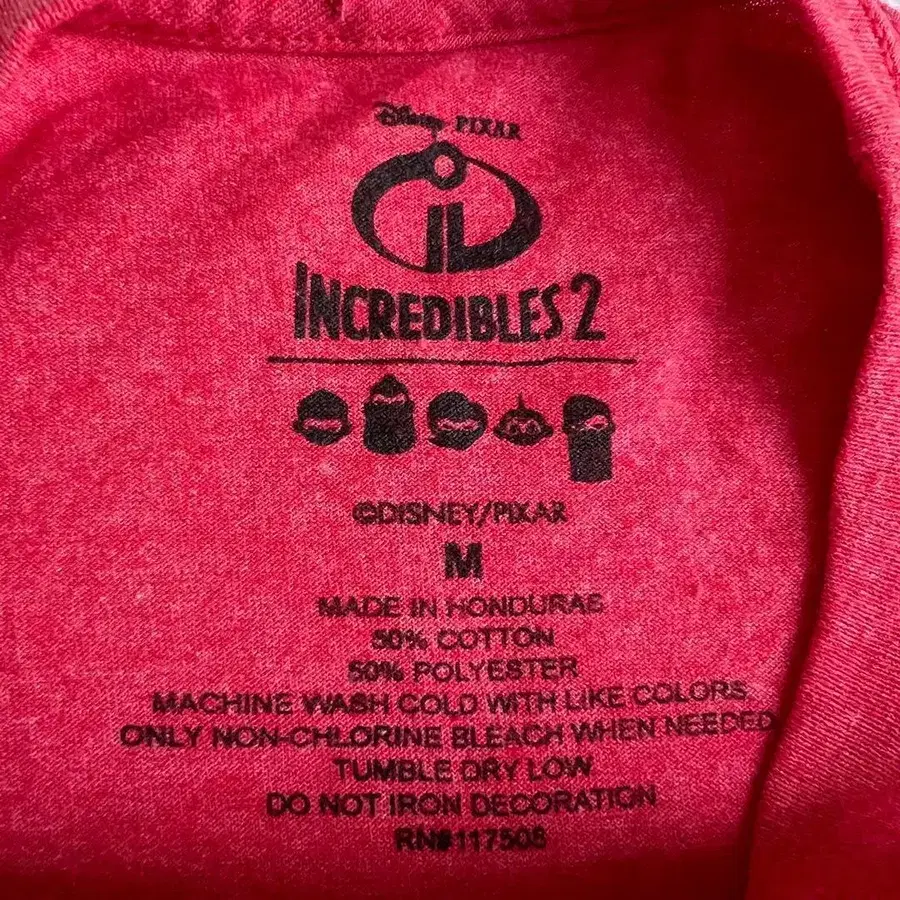 Disney PIXAR
INCREDIBLES 2
©DISNEY/PIXAR
M
MADE IN HONDURAS
50% COTTON
50% POLYESTER
MACHINE WASH COLD WITH LIKE COLORS
ONLY NON-CHLORINE BLEACH WHEN NEEDED
TUMBLE DRY LOW
DO NOT IRON DECORATION
RN#117508